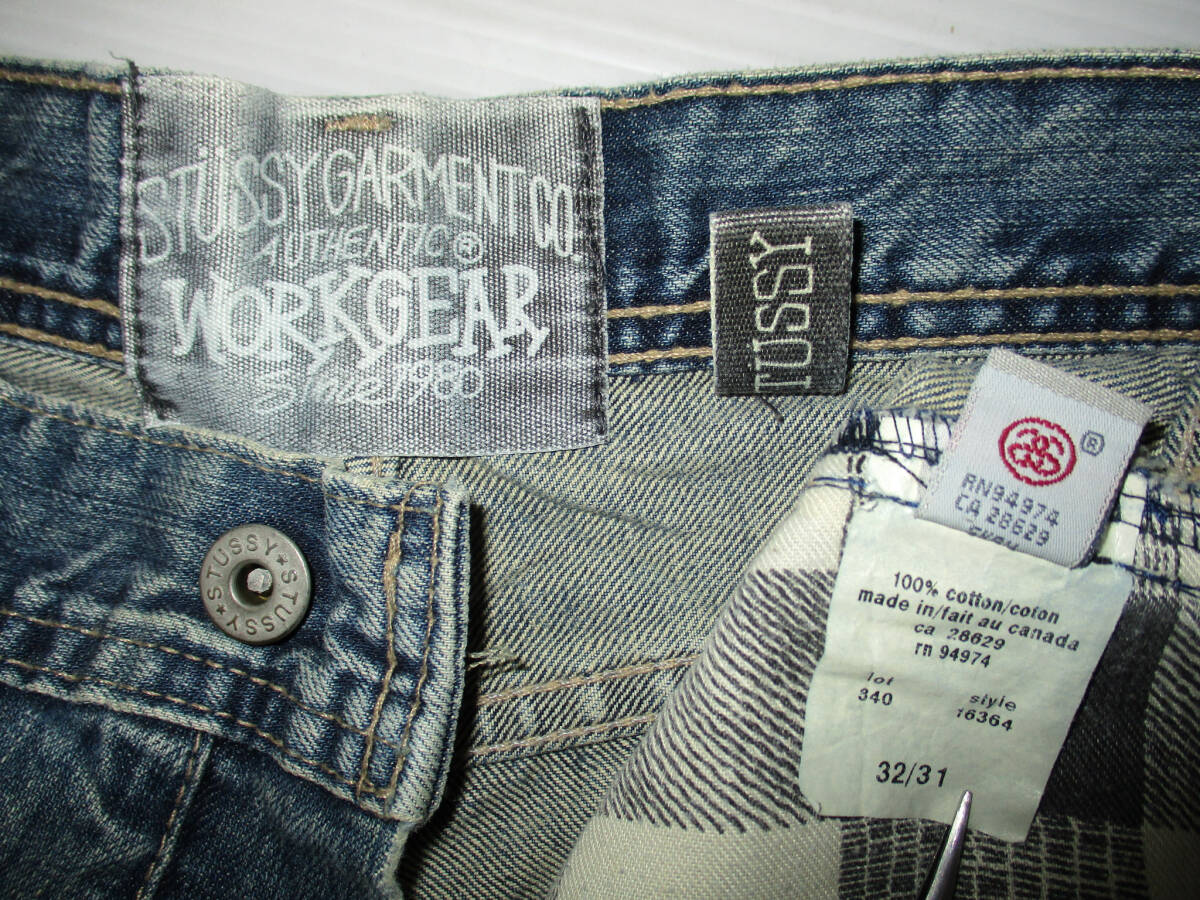 STUSSY GARMENT CO.
AUTHENTIC ®
WORKGEAR
Since 1980
TUSSY
STUSSY★STUSSY★
®
RN94974
CA 28629
100% cotton/coton
made in/fait au canada
ca 28629
rn 94974
lot style
340 16364
32/31